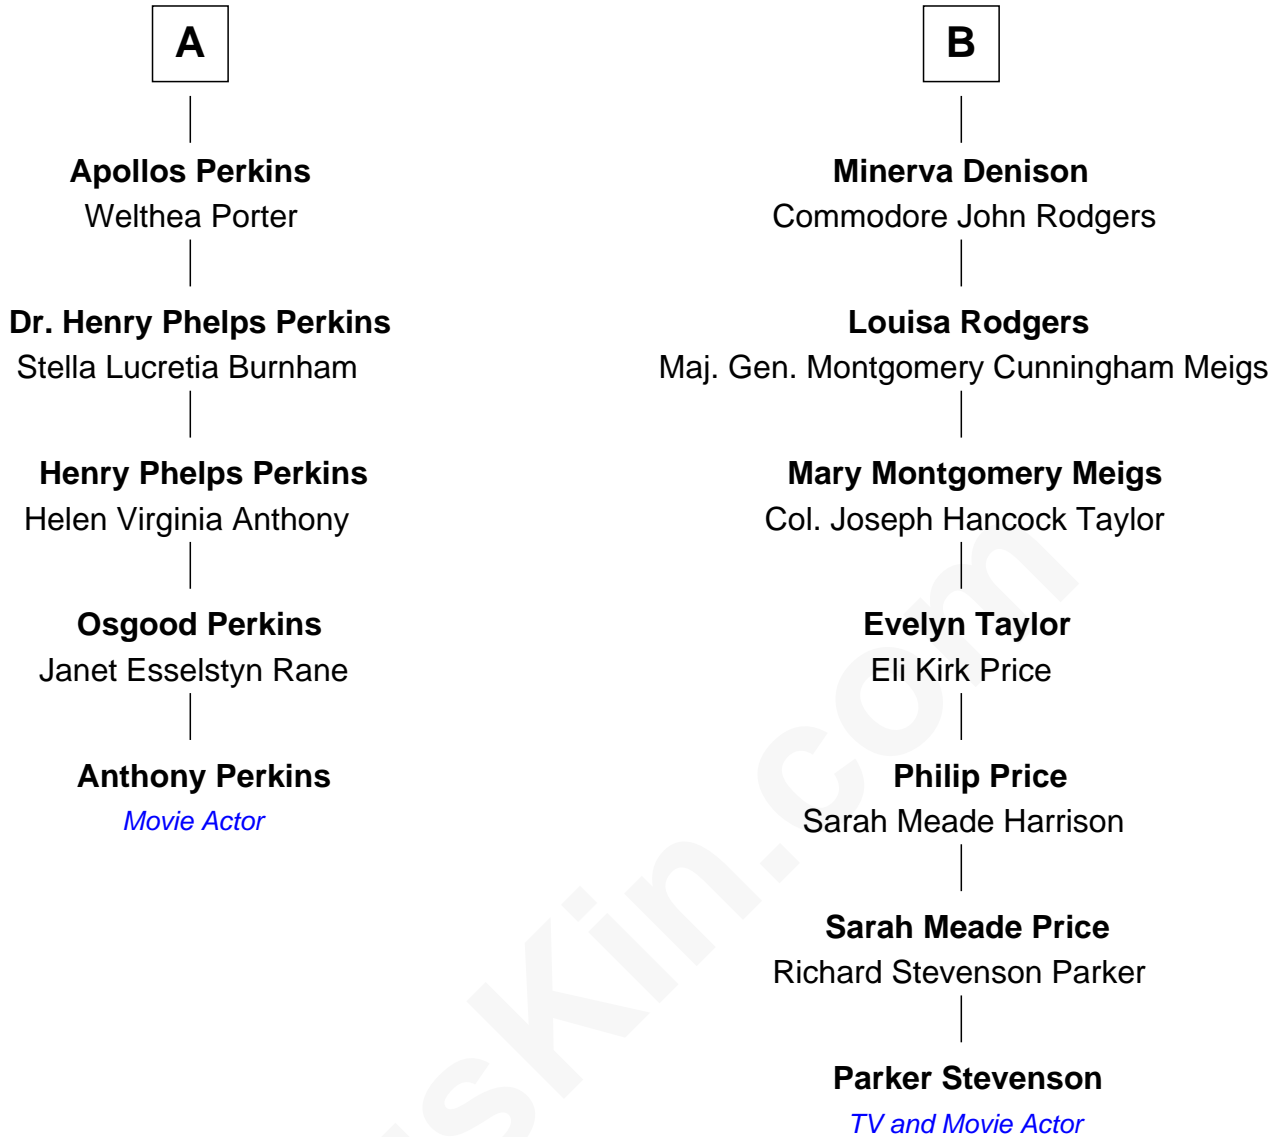 A
Apollos Perkins
Welthea Porter
Dr. Henry Phelps Perkins
Stella Lucretia Burnham
Henry Phelps Perkins
Helen Virginia Anthony
Osgood Perkins
Janet Esselstyn Rane
Anthony Perkins
Movie Actor
B
Minerva Denison
Commodore John Rodgers
Louisa Rodgers
Maj. Gen. Montgomery Cunningham Meigs
Mary Montgomery Meigs
Col. Joseph Hancock Taylor
Evelyn Taylor
Eli Kirk Price
Philip Price
Sarah Meade Harrison
Sarah Meade Price
Richard Stevenson Parker
Parker Stevenson
TV and Movie Actor
sKin.com